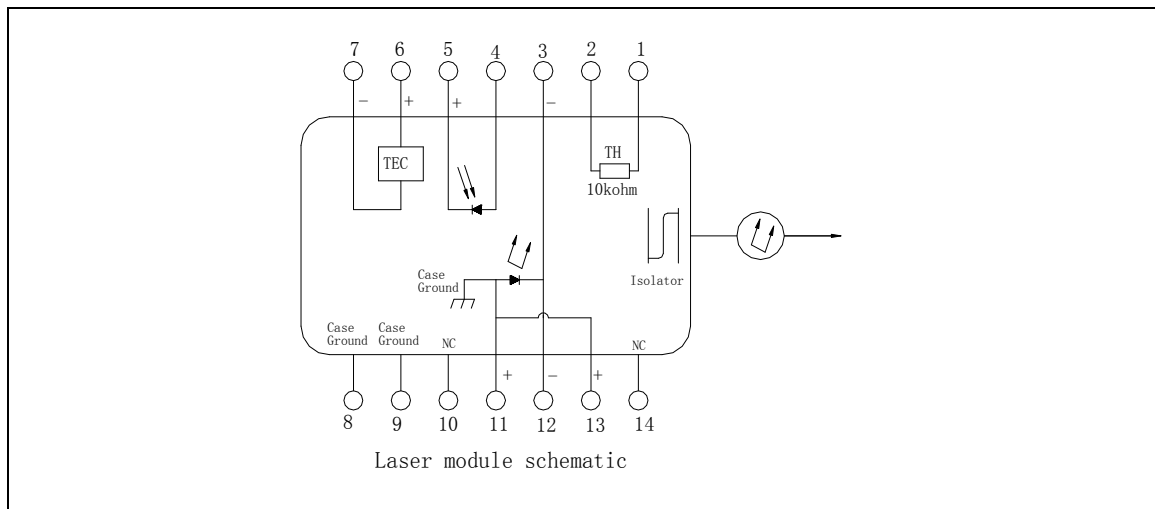 7 6 5 4 3 2 1
− + + −
TH
TEC
10kohm
Case
Ground
Isolator
Case Case
Ground Ground NC NC
+ − +
8 9 10 11 12 13 14
Laser module schematic